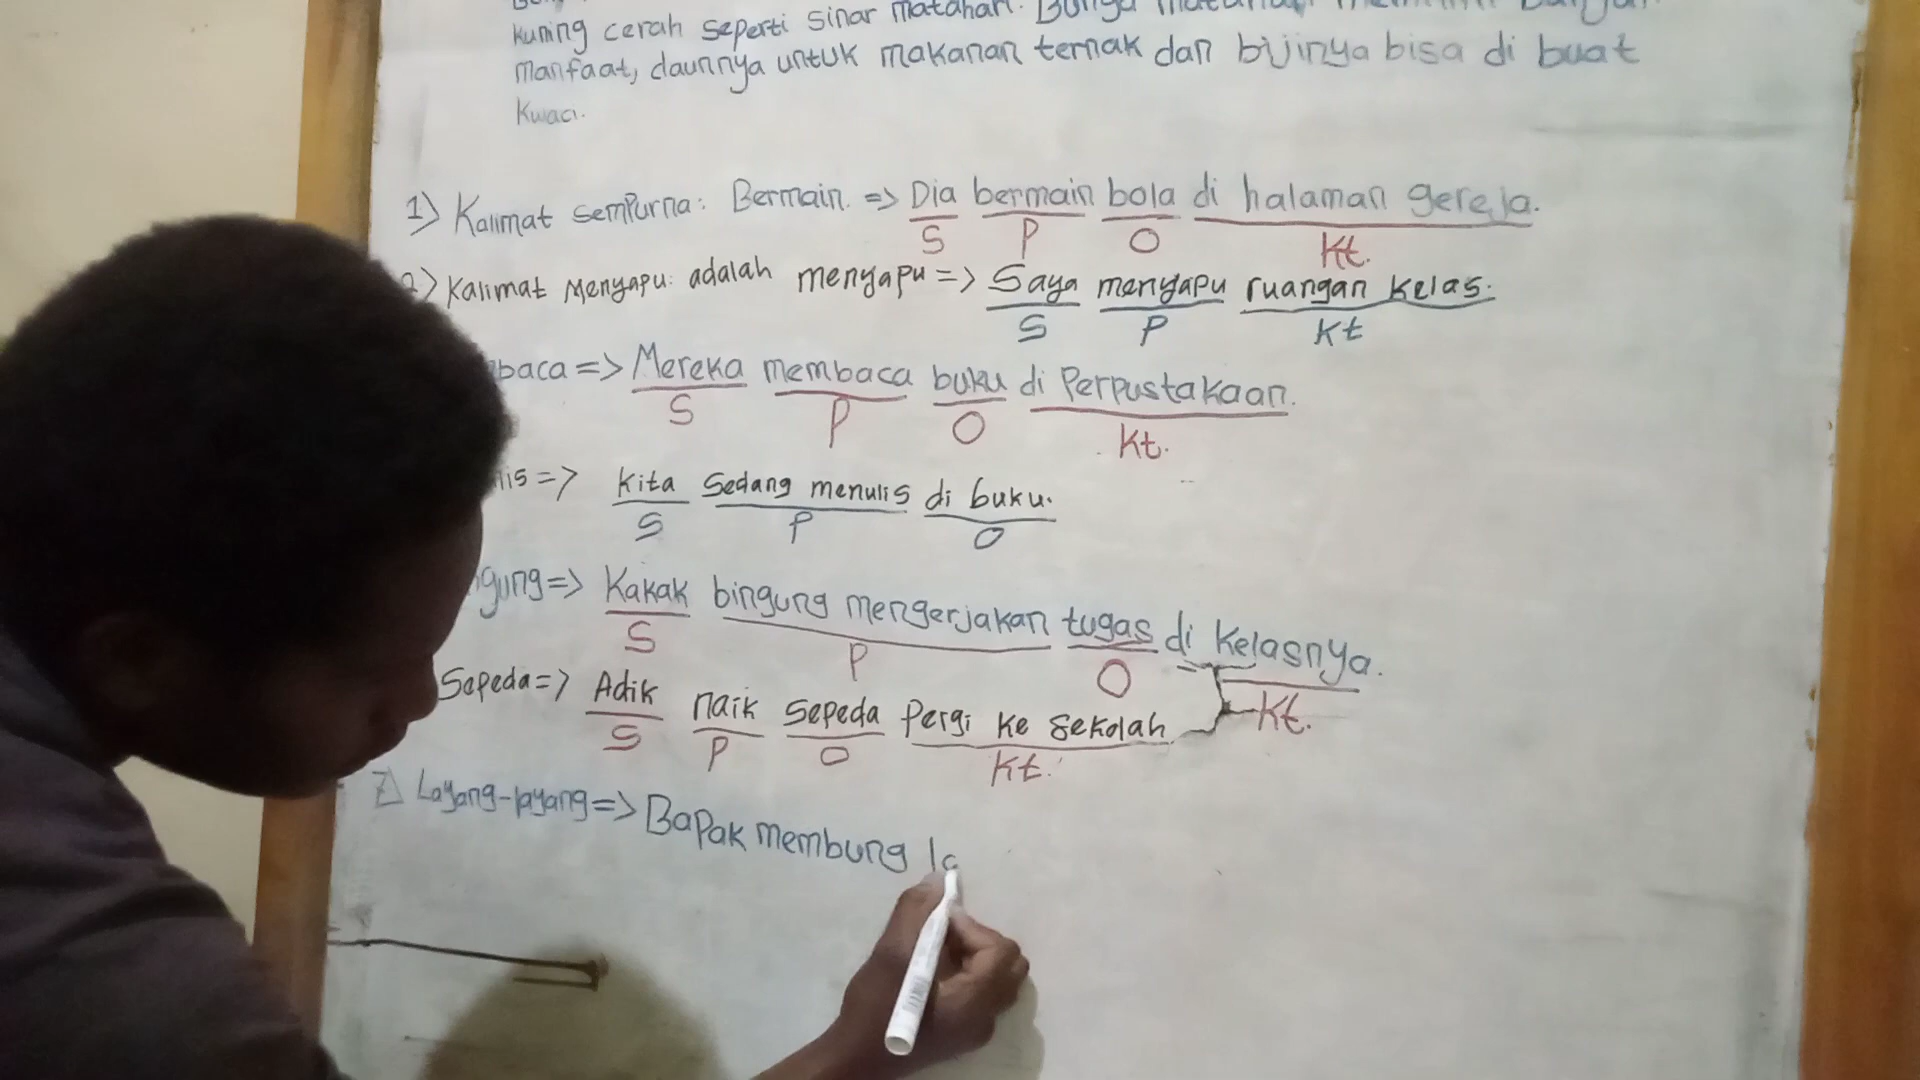 kuning cerah seperti sinar matahari. Bunga
manfaat, daunnya untuk makanan ternak dan bijinya bisa di buat
Kwaci.
1) Kalimat sempurna: Bermain. => Dia bermain bola di halaman gereja.
S P O Kt.
2) Kalimat Menyapu: adalah menyapu => Saya menyapu ruangan kelas.
S P Kt
baca => Mereka membaca buku di Perpustakaan.
S P O Kt.
lis => Kita Sedang menulis di buku.
S P O
gung => Kakak bingung mengerjakan tugas di Kelasnya.
S P O Kt.
Sepeda => Adik naik sepeda Pergi ke sekolah
S P O Kt.
7) Layang-layang => Bapak membung la